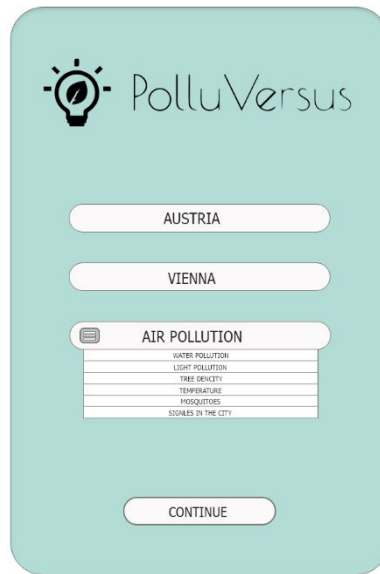 PolluVersus
AUSTRIA
VIENNA
AIR POLLUTION
WATER POLLUTION
LIGHT POLLUTION
TREE DENCITY
TEMPERATURE
MOSQUITOES
SIGNLES IN THE CITY
CONTINUE